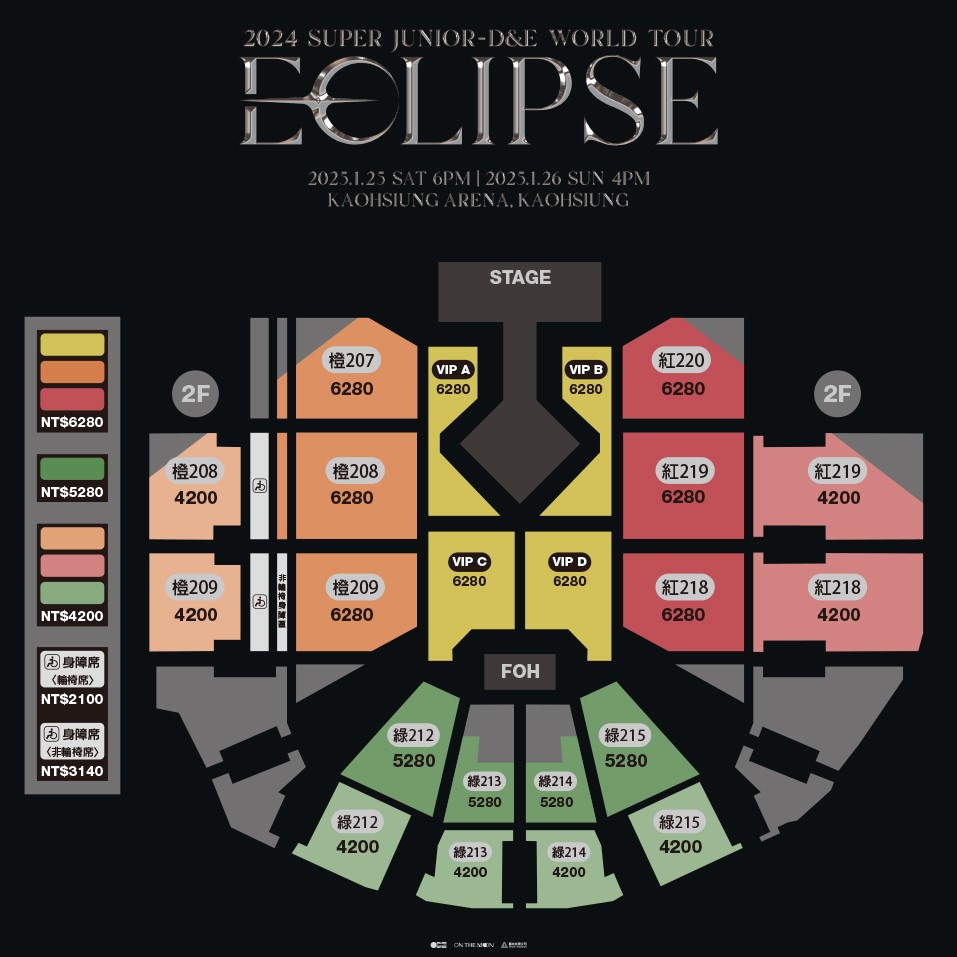 2024 SUPER JUNIOR-D&E WORLD TOUR
ECLIPSE
2025.1.25 SAT 6PM | 2025.1.26 SUN 4PM
KAOHSIUNG ARENA, KAOHSIUNG
STAGE
NT$6280
NT$5280
NT$4200
身障席
〈輪椅席〉
NT$2100
身障席
〈非輪椅席〉
NT$3140
2F
橙207
6280
VIP A
6280
VIP B
6280
紅220
6280
2F
橙208
4200
橙208
6280
紅219
6280
紅219
4200
橙209
4200
非輪椅身障席
橙209
6280
VIP C
6280
VIP D
6280
紅218
6280
紅218
4200
FOH
綠212
5280
綠213
5280
綠214
5280
綠215
5280
綠212
4200
綠213
4200
綠214
4200
綠215
4200
ON THE MOON